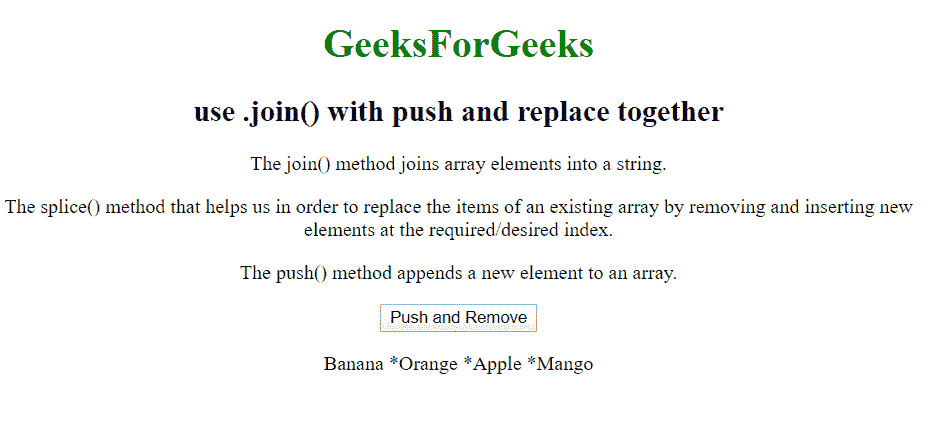 GeeksForGeeks
use .join() with push and replace together
The join() method joins array elements into a string.
The splice() method that helps us in order to replace the items of an existing array by removing and inserting new
elements at the required/desired index.
The push() method appends a new element to an array.
Push and Remove
Banana *Orange *Apple *Mango